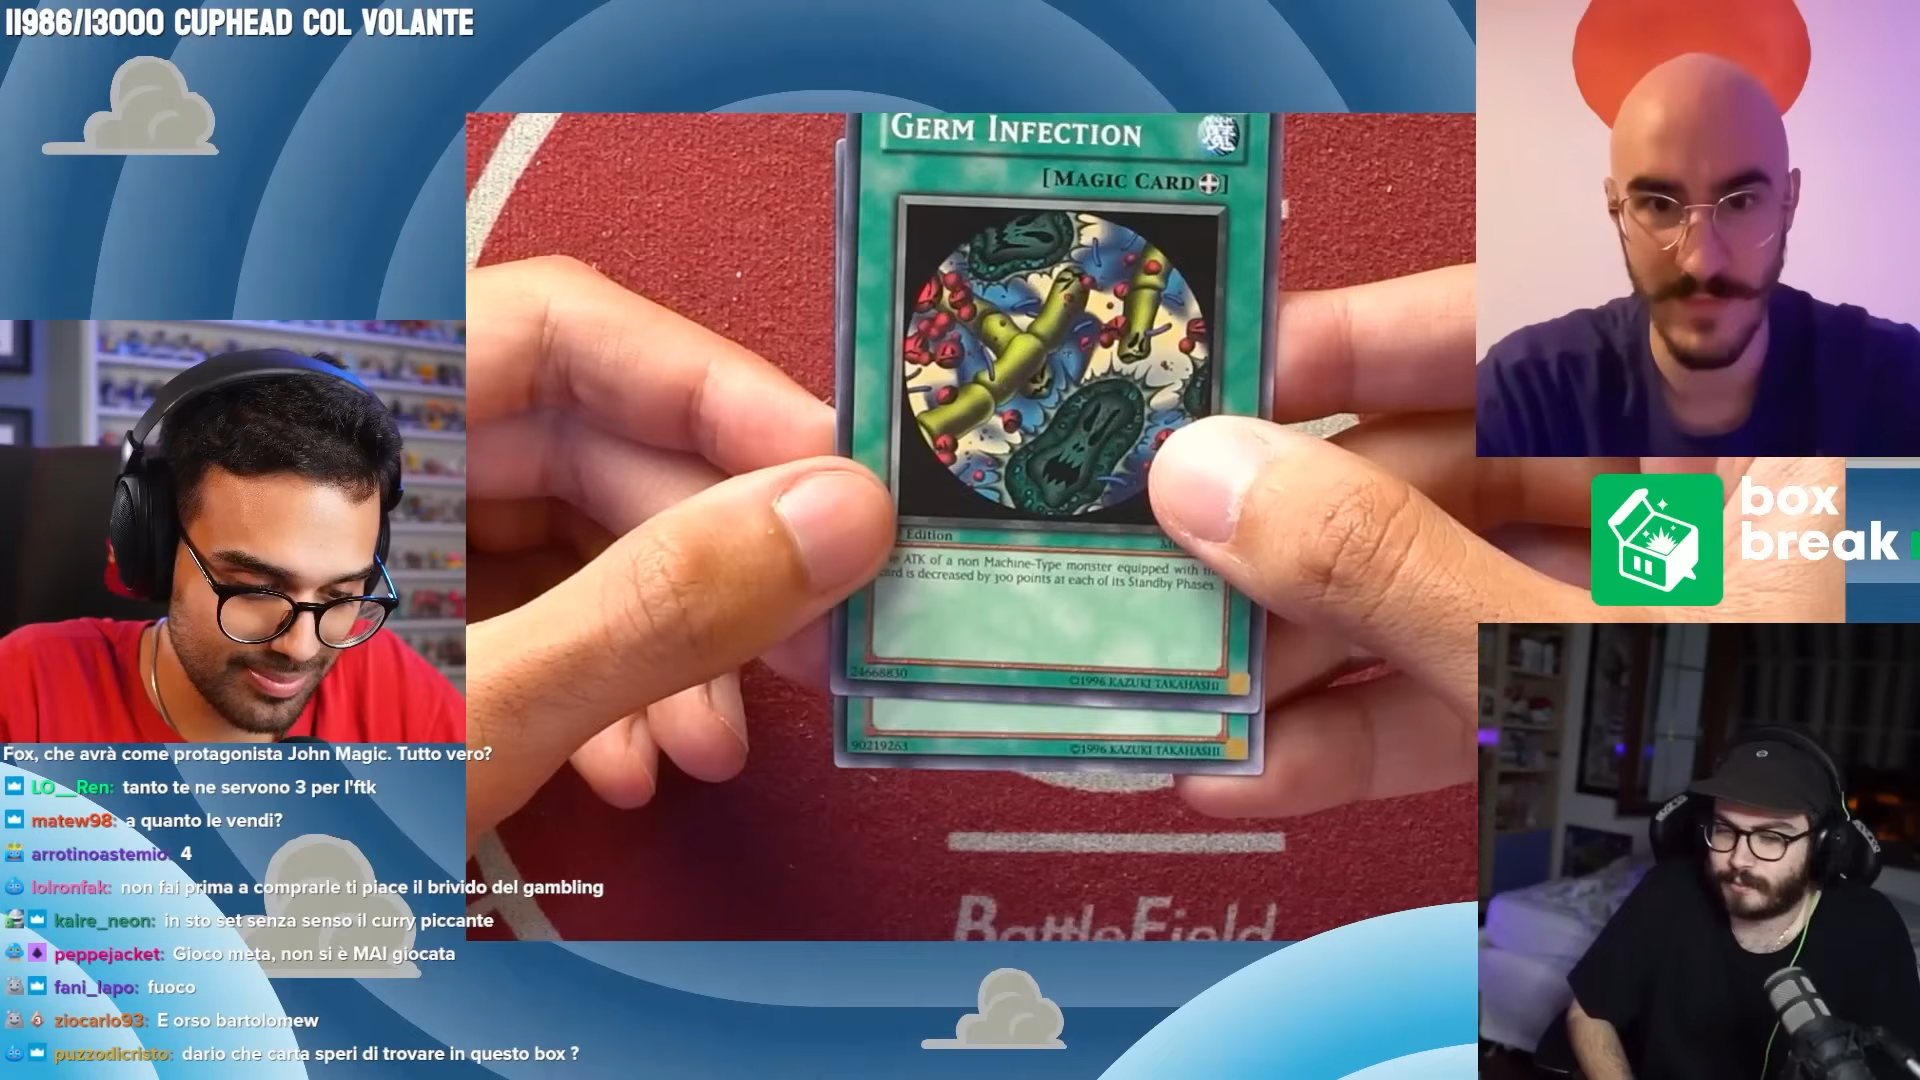 11986/13000 CUPHEAD COL VOLANTE
GERM INFECTION
[MAGIC CARD]
Edition
ATK of a non Machine-Type monster equipped with
card is decreased by 300 points at each of its Standby Phases
24668830
©1996 KAZUKI TAKAHASHI
90219263
©1996 KAZUKI TAKAHASHI
BattleField
box
break
Fox, che avrà come protagonista John Magic. Tutto vero?
LO__Ren: tanto te ne servono 3 per l'ftk
matew98: a quanto le vendi?
arrotinoastemio: 4
lolronfak: non fai prima a comprarle ti piace il brivido del gambling
kaire_neon: in sto set senza senso il curry piccante
peppejacket: Gioco meta, non si è MAI giocata
fani_lapo: fuoco
ziocarlo93: E orso bartolomew
puzzodicristo: dario che carta speri di trovare in questo box ?